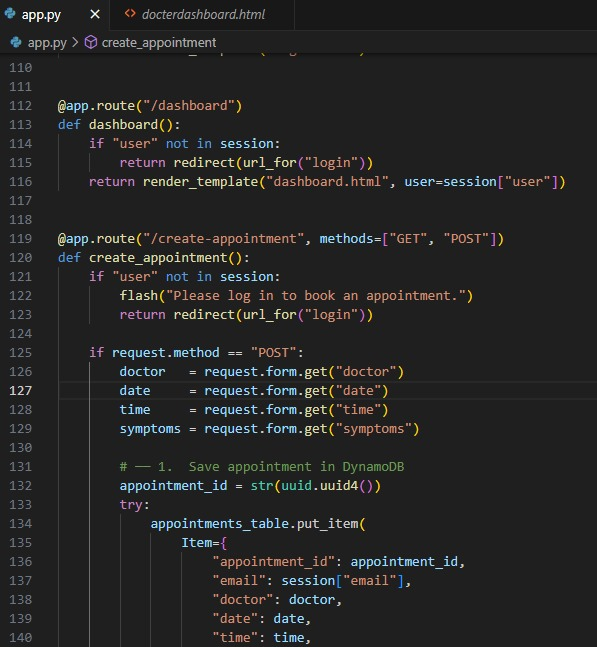 app.py
docterdashboard.html
app.py > create_appointment
110
111
112 @app.route("/dashboard")
113 def dashboard():
114     if "user" not in session:
115         return redirect(url_for("login"))
116     return render_template("dashboard.html", user=session["user"])
117
118
119 @app.route("/create-appointment", methods=["GET", "POST"])
120 def create_appointment():
121     if "user" not in session:
122         flash("Please log in to book an appointment.")
123         return redirect(url_for("login"))
124
125     if request.method == "POST":
126         doctor   = request.form.get("doctor")
127         date     = request.form.get("date")
128         time     = request.form.get("time")
129         symptoms = request.form.get("symptoms")
130
131         # —— 1.  Save appointment in DynamoDB
132         appointment_id = str(uuid.uuid4())
133         try:
134             appointments_table.put_item(
135                 Item={
136                     "appointment_id": appointment_id,
137                     "email": session["email"],
138                     "doctor": doctor,
139                     "date": date,
140                     "time": time,